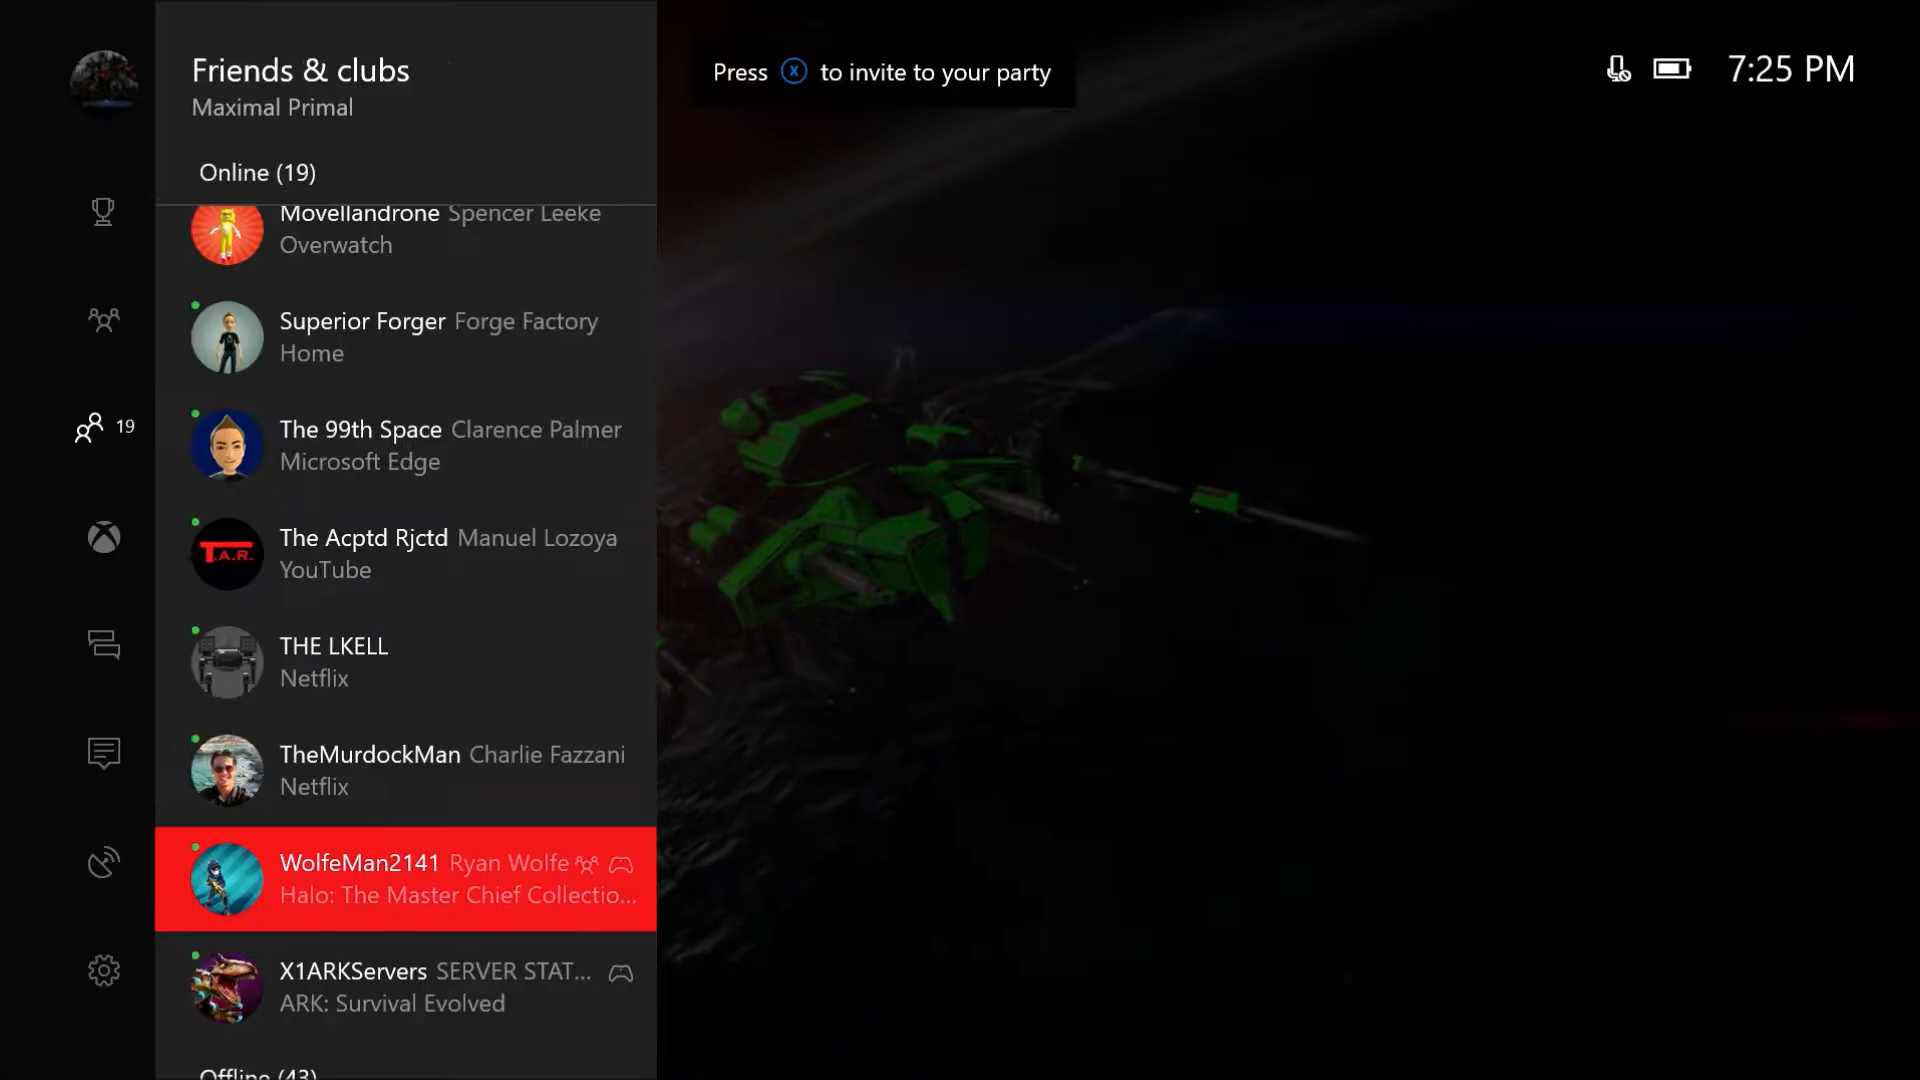 Friends & clubs
Maximal Primal
Press X to invite to your party
7:25 PM
Online (19)
Movellandrone Spencer Leeke
Overwatch
Superior Forger Forge Factory
Home
19
The 99th Space Clarence Palmer
Microsoft Edge
T.A.R.
The Acptd Rjctd Manuel Lozoya
YouTube
THE LKELL
Netflix
TheMurdockMan Charlie Fazzani
Netflix
WolfeMan2141 Ryan Wolfe
Halo: The Master Chief Collectio...
X1ARKServers SERVER STAT...
ARK: Survival Evolved
Offline (43)